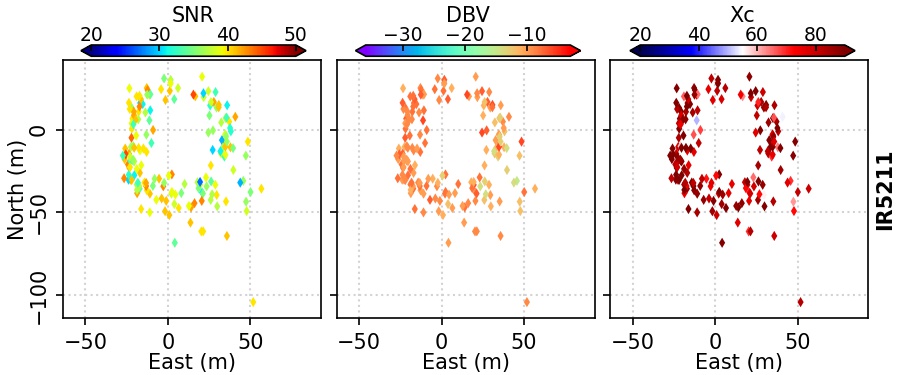 SNR DBV Xc
20 30 40 50 −30 −20 −10 20 40 60 80
North (m)
0
−50
−100
IR5211
−50 0 50 −50 0 50 −50 0 50
East (m) East (m) East (m)